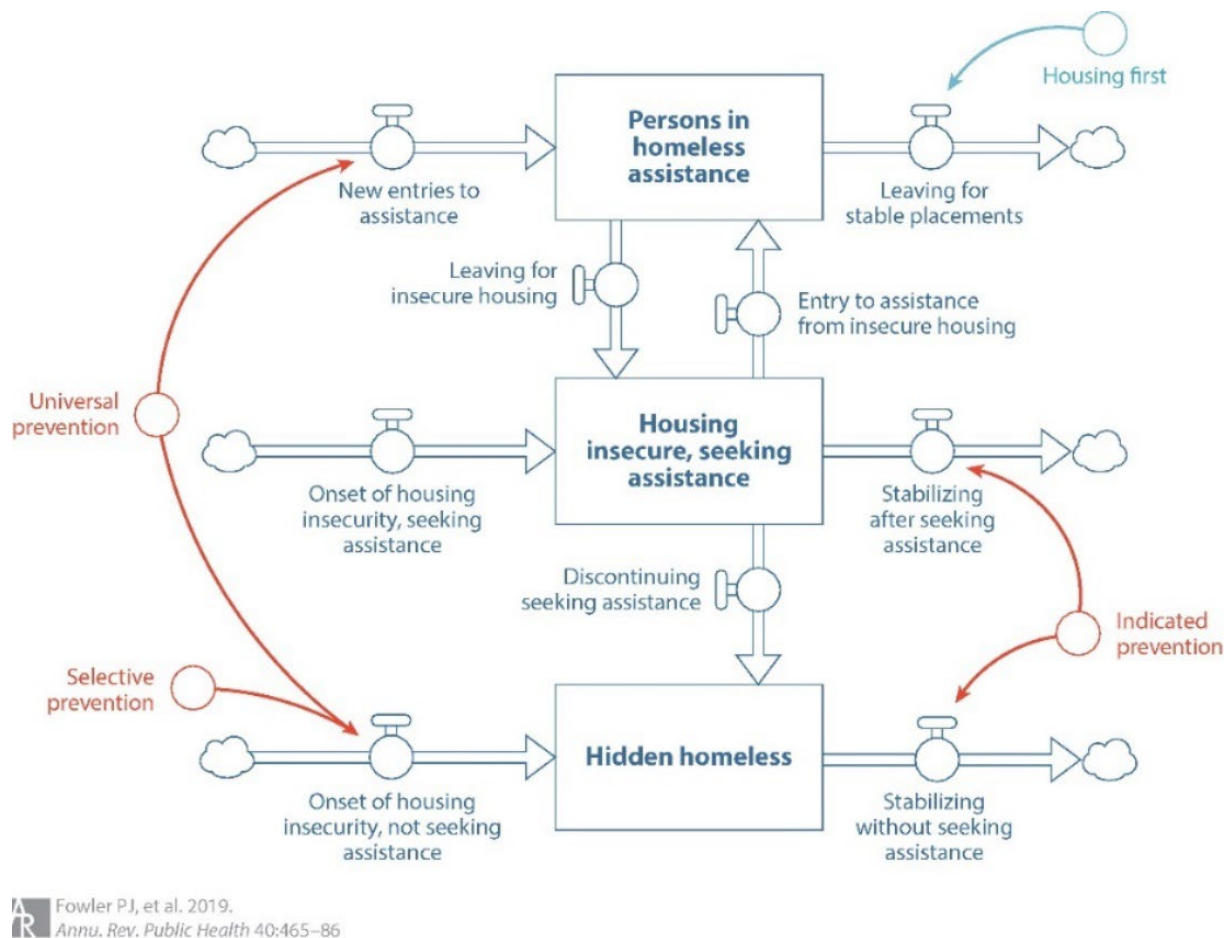 Housing first
Persons in
homeless
assistance
New entries to
assistance
Leaving for
stable placements
Leaving for
insecure housing
Entry to assistance
from insecure housing
Universal
prevention
Housing
insecure, seeking
assistance
Onset of housing
insecurity, seeking
assistance
Stabilizing
after seeking
assistance
Discontinuing
seeking assistance
Indicated
prevention
Selective
prevention
Hidden homeless
Onset of housing
insecurity, not seeking
assistance
Stabilizing
without seeking
assistance
AR
Fowler PJ, et al. 2019.
Annu. Rev. Public Health 40:465–86